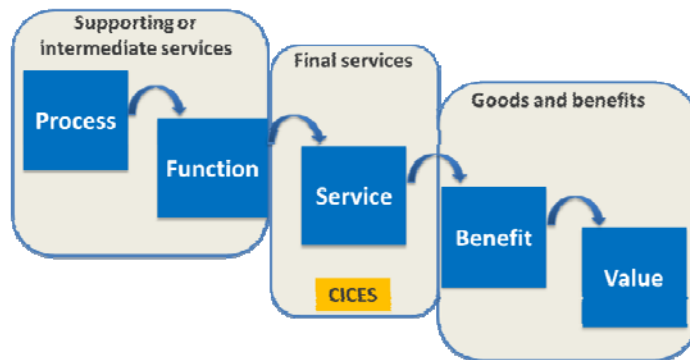 Supporting or
intermediate services
Process
Function
Final services
Service
CICES
Goods and benefits
Benefit
Value